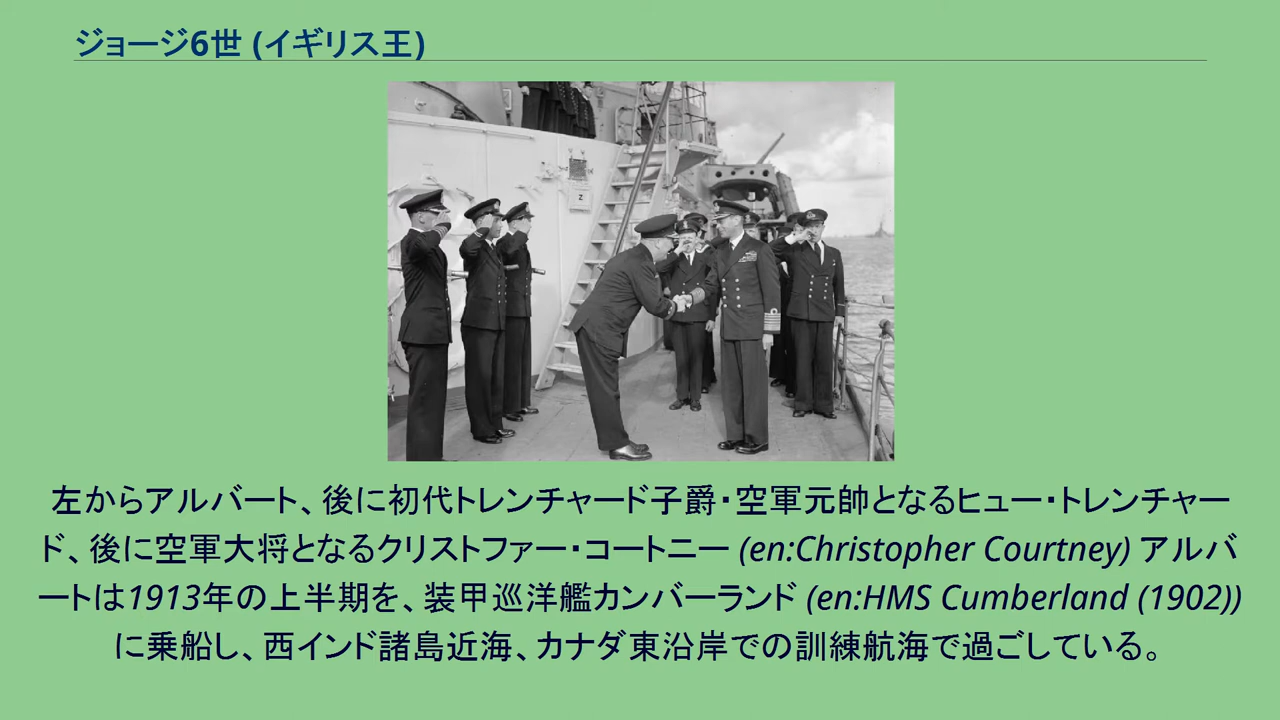 ジョージ6世 (イギリス王)
Z
左からアルバート、後に初代トレンチャード子爵・空軍元帥となるヒュー・トレンチャー
ド、後に空軍大将となるクリストファー・コートニー (en:Christopher Courtney) アルバ
ートは1913年の上半期を、装甲巡洋艦カンバーランド (en:HMS Cumberland (1902))
に乗船し、西インド諸島近海、カナダ東沿岸での訓練航海で過ごしている。